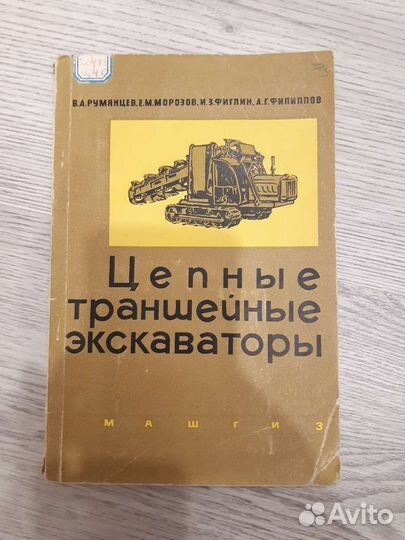 В.А.РУМЯНЦЕВ, Е.М.МОРОЗОВ, И.З.ФИГЛИН, А.Г.ФИЛИППОВ
Цепные
траншейные
экскаваторы
МАШГИЗ
Avito